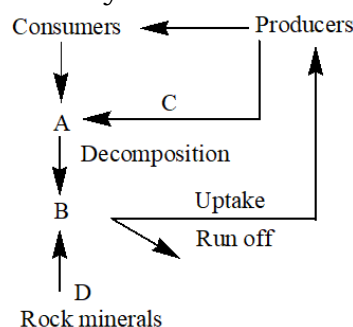 Consumers
Producers
C
A
Decomposition
B
Uptake
Run off
D
Rock minerals